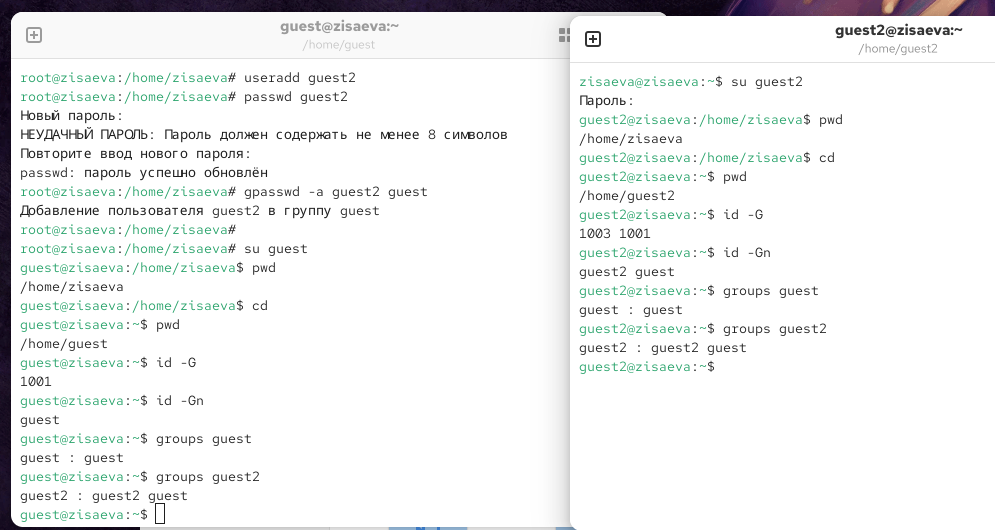 guest@zisaeva:~
/home/guest
root@zisaeva:/home/zisaeva# useradd guest2
root@zisaeva:/home/zisaeva# passwd guest2
Новый пароль:
НЕУДАЧНЫЙ ПАРОЛЬ: Пароль должен содержать не менее 8 символов
Повторите ввод нового пароля:
passwd: пароль успешно обновлён
root@zisaeva:/home/zisaeva# gpasswd -a guest2 guest
Добавление пользователя guest2 в группу guest
root@zisaeva:/home/zisaeva#
root@zisaeva:/home/zisaeva# su guest
guest@zisaeva:/home/zisaeva$ pwd
/home/zisaeva
guest@zisaeva:/home/zisaeva$ cd
guest@zisaeva:~$ pwd
/home/guest
guest@zisaeva:~$ id -G
1001
guest@zisaeva:~$ id -Gn
guest
guest@zisaeva:~$ groups guest
guest : guest
guest@zisaeva:~$ groups guest2
guest2 : guest2 guest
guest@zisaeva:~$
guest2@zisaeva:~
/home/guest2
zisaeva@zisaeva:~$ su guest2
Пароль:
guest2@zisaeva:/home/zisaeva$ pwd
/home/zisaeva
guest2@zisaeva:/home/zisaeva$ cd
guest2@zisaeva:~$ pwd
/home/guest2
guest2@zisaeva:~$ id -G
1003 1001
guest2@zisaeva:~$ id -Gn
guest2 guest
guest2@zisaeva:~$ groups guest
guest : guest
guest2@zisaeva:~$ groups guest2
guest2 : guest2 guest
guest2@zisaeva:~$